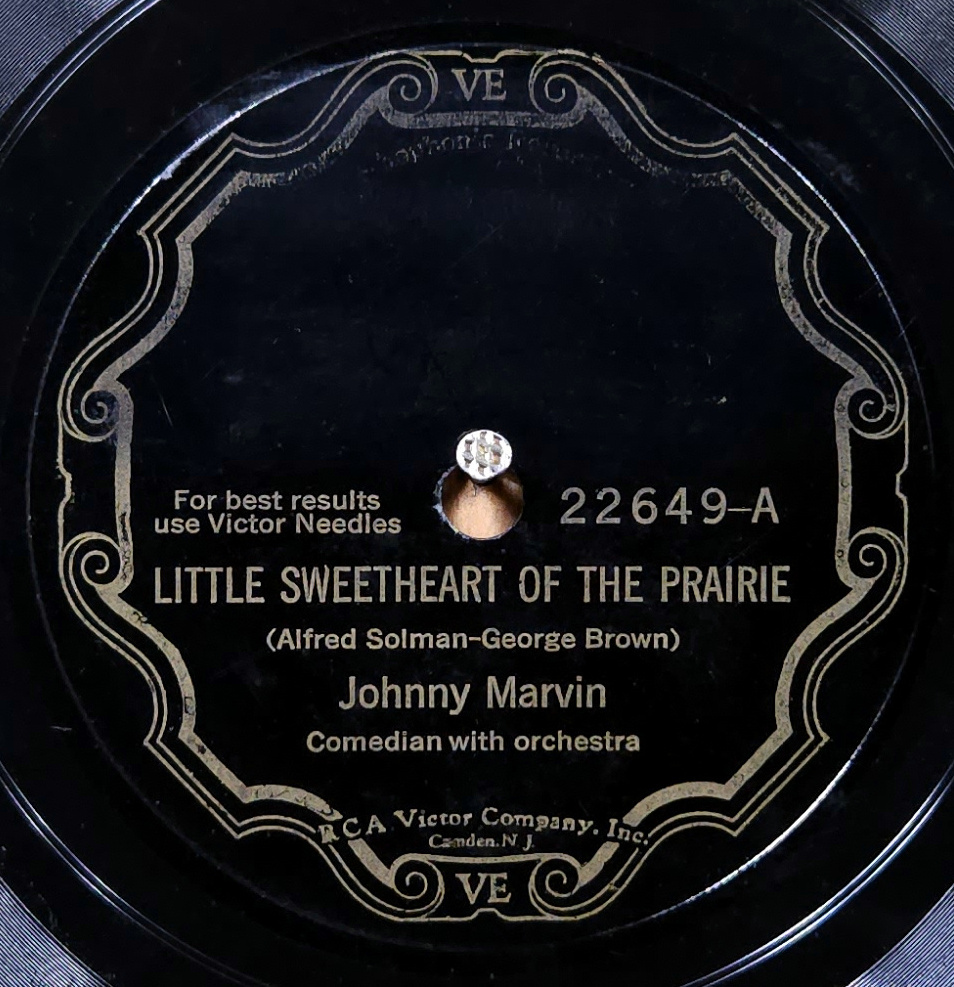 VE
For best results
use Victor Needles
22649-A
LITTLE SWEETHEART OF THE PRAIRIE
(Alfred Solman-George Brown)
Johnny Marvin
Comedian with orchestra
RCA Victor Company, Inc.
Camden, N.J.
VE